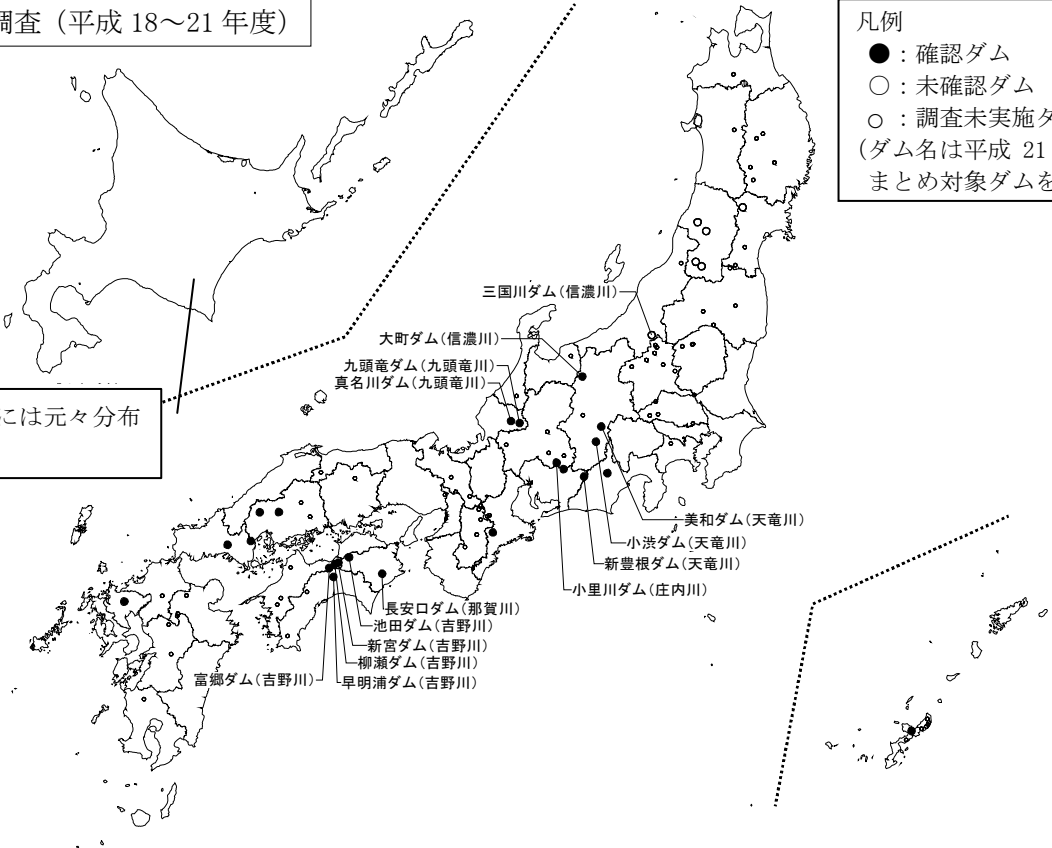 調査（平成 18～21 年度）
凡例
●：確認ダム
○：未確認ダム
○：調査未実施ダ
(ダム名は平成 21
まとめ対象ダムを
には元々分布
三国川ダム(信濃川)
大町ダム(信濃川)
九頭竜ダム(九頭竜川)
真名川ダム(九頭竜川)
美和ダム(天竜川)
小渋ダム(天竜川)
新豊根ダム(天竜川)
小里川ダム(庄内川)
長安口ダム(那賀川)
池田ダム(吉野川)
新宮ダム(吉野川)
柳瀬ダム(吉野川)
富郷ダム(吉野川)
早明浦ダム(吉野川)